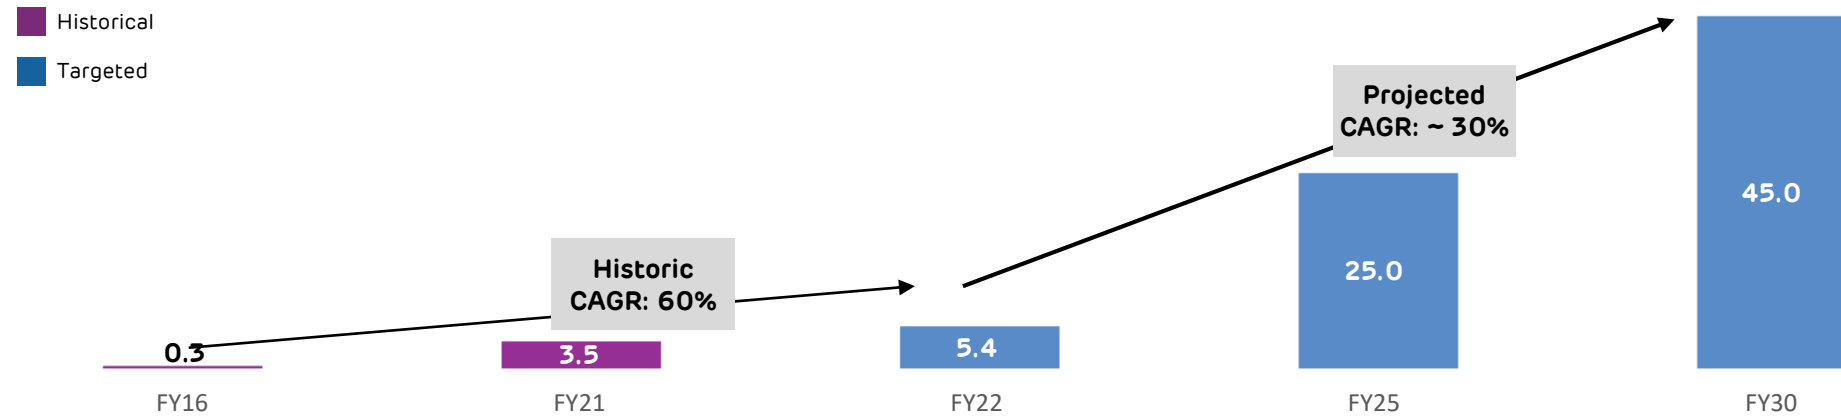 Historical
Targeted
Projected
CAGR: ~ 30%
Historic
CAGR: 60%
0.3
3.5
5.4
25.0
45.0
FY16
FY21
FY22
FY25
FY30